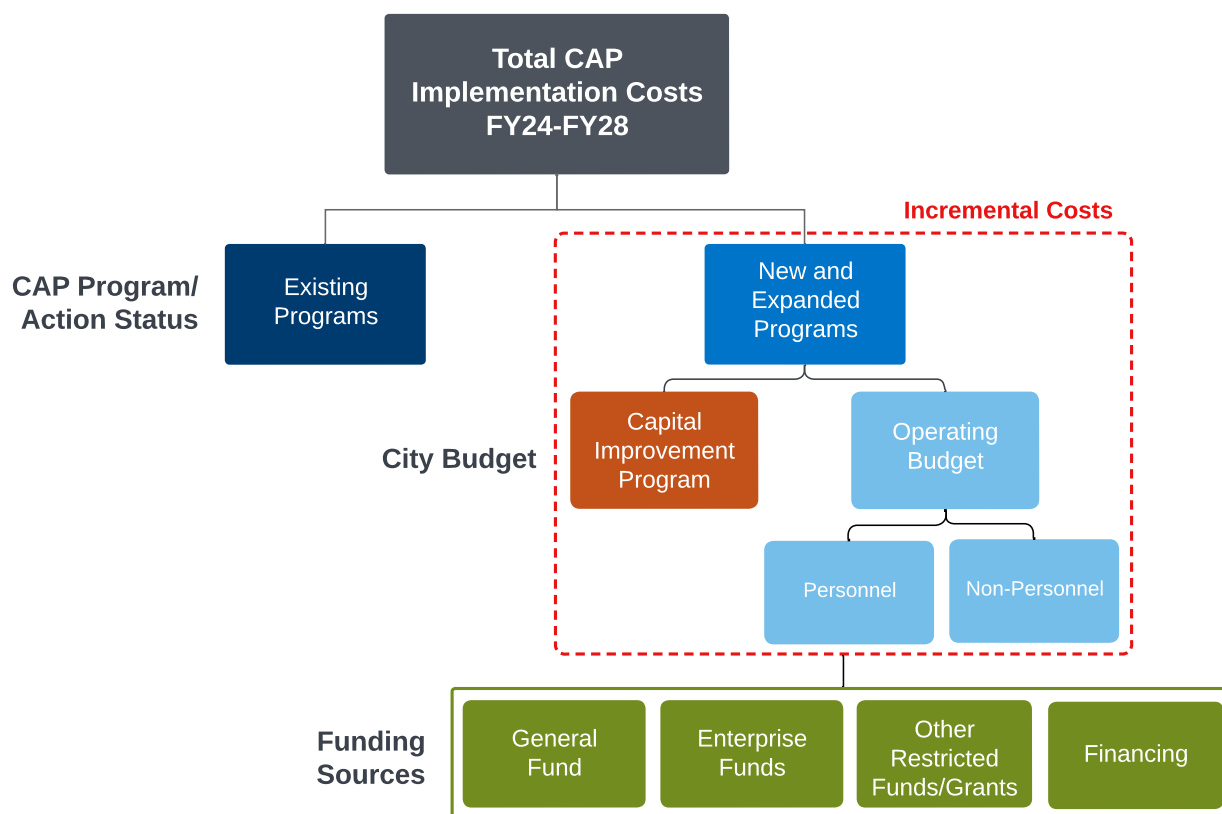 Total CAP
Implementation Costs
FY24-FY28
Incremental Costs
CAP Program/
Action Status
Existing
Programs
New and
Expanded
Programs
City Budget
Capital
Improvement
Program
Operating
Budget
Personnel
Non-Personnel
Funding
Sources
General
Fund
Enterprise
Funds
Other
Restricted
Funds/Grants
Financing